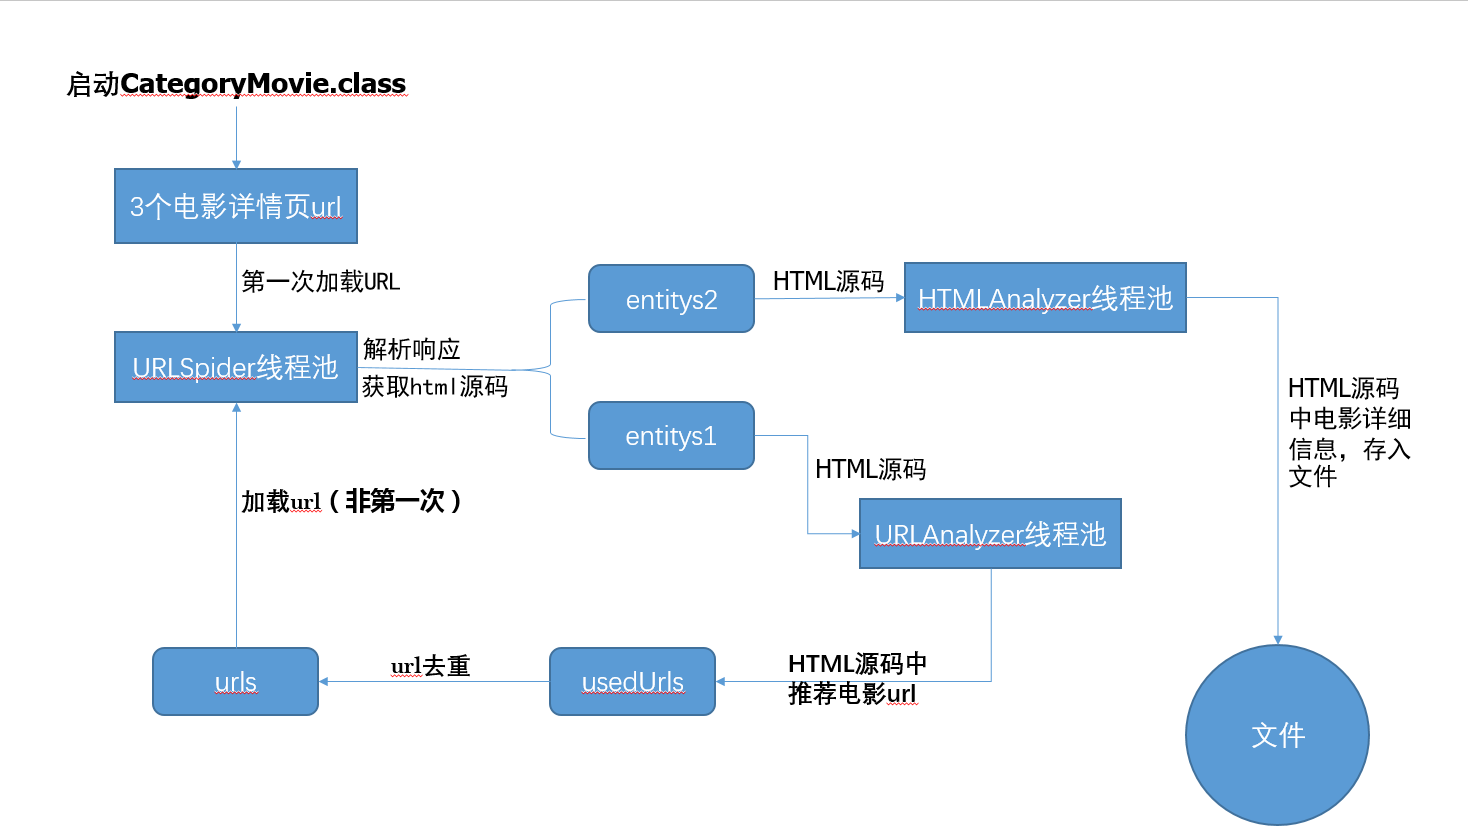 启动CategoryMovie.class
3个电影详情页url
第一次加载URL
URLSpider线程池
解析响应
获取html源码
entitys2
HTML源码
HTMLAnalyzer线程池
entitys1
HTML源码
URLAnalyzer线程池
HTML源码
中电影详细
信息，存入
文件
加载url（非第一次）
urls
url去重
usedUrls
HTML源码中
推荐电影url
文件